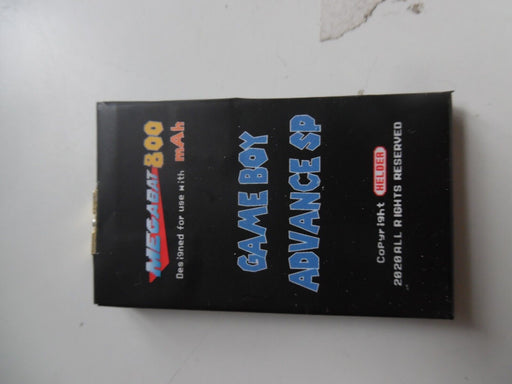 MEGABAT 800
Designed for use with mAh
GAME BOY
ADVANCE SP
Copyright HELDER
2020 ALL RIGHTS RESERVED